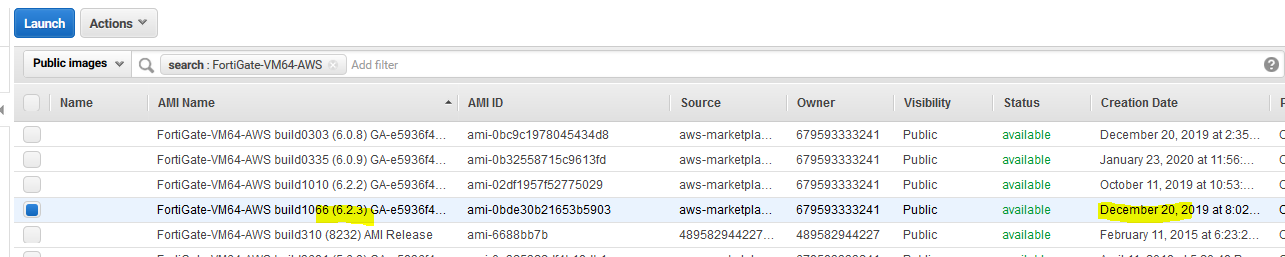 Launch Actions
Public images search : FortiGate-VM64-AWS Add filter ?
Name AMI Name AMI ID Source Owner Visibility Status Creation Date
FortiGate-VM64-AWS build0303 (6.0.8) GA-e5936f4... ami-0bc9c1978045434d8 aws-marketpla... 679593333241 Public available December 20, 2019 at 2:35...
FortiGate-VM64-AWS build0335 (6.0.9) GA-e5936f4... ami-0b32558715c9613fd aws-marketpla... 679593333241 Public available January 23, 2020 at 11:56:...
FortiGate-VM64-AWS build1010 (6.2.2) GA-e5936f4... ami-02df1957f52775029 aws-marketpla... 679593333241 Public available October 11, 2019 at 10:53:...
FortiGate-VM64-AWS build1066 (6.2.3) GA-e5936f4... ami-0bde30b21653b5903 aws-marketpla... 679593333241 Public available December 20, 2019 at 8:02...
FortiGate-VM64-AWS build310 (8232) AMI Release ami-6688bb7b 489582944227... 489582944227 Public available February 11, 2015 at 6:23:2...